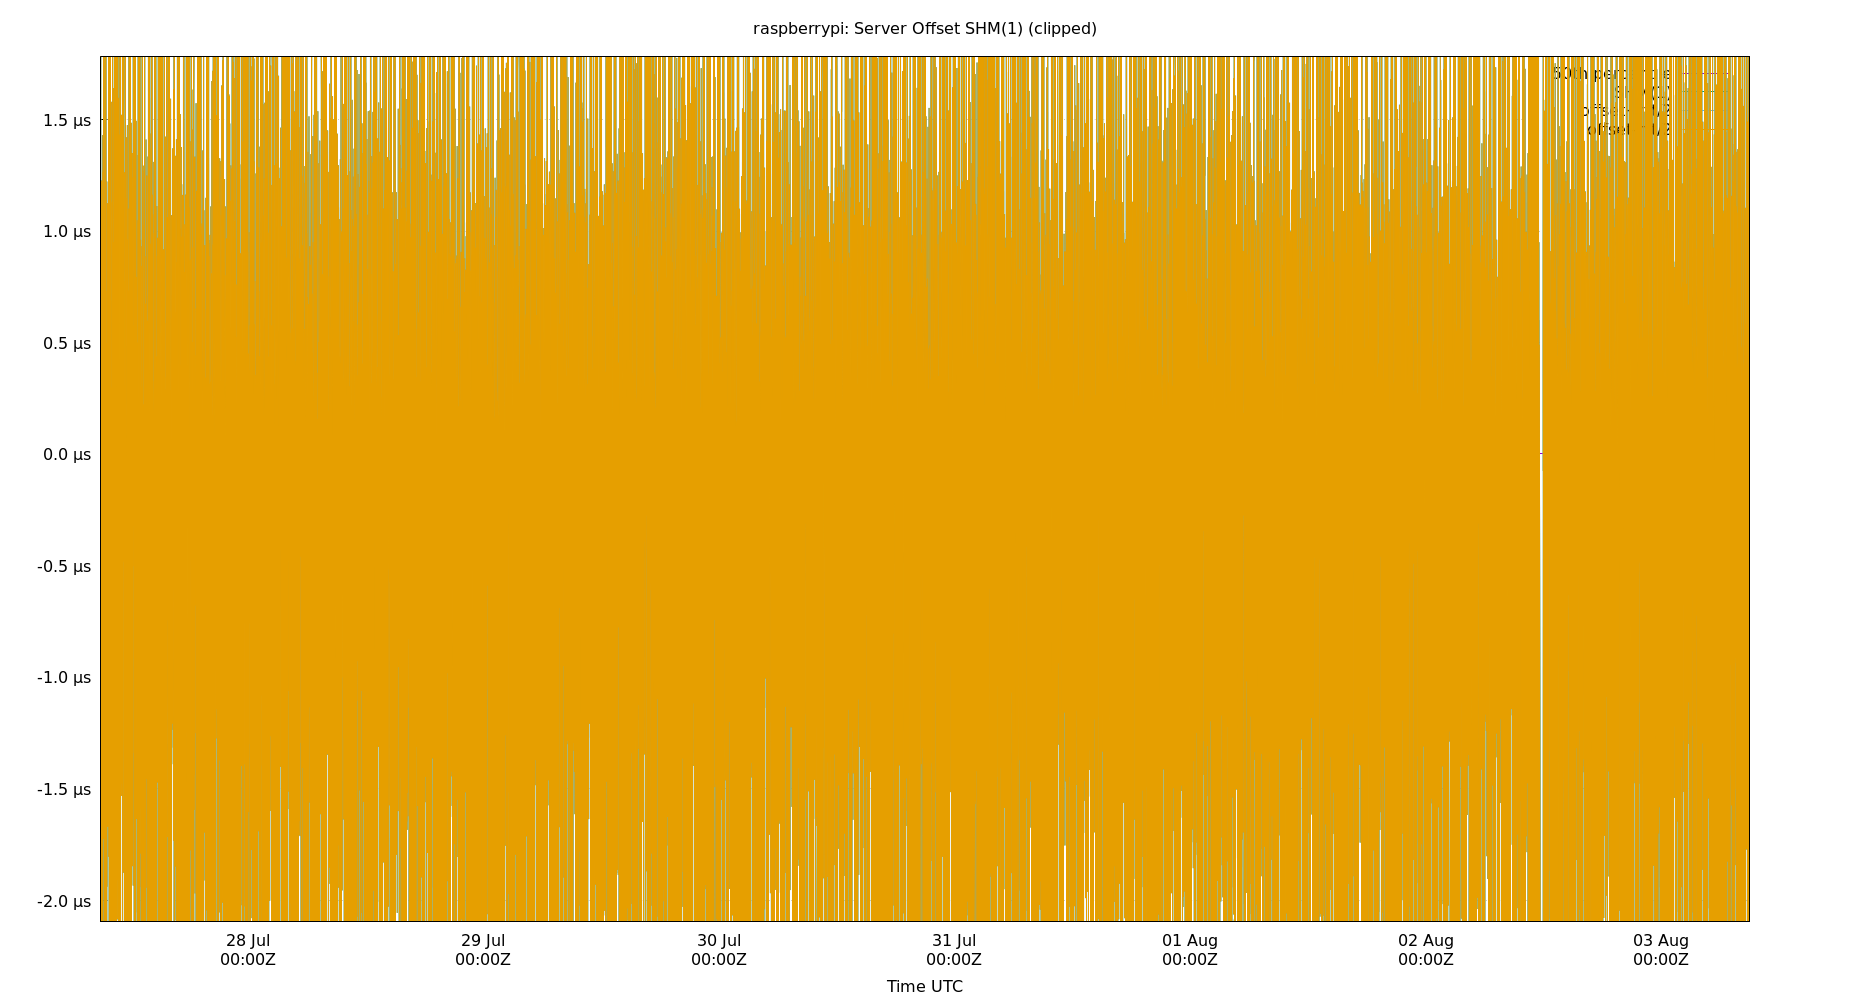 raspberrypi: Server Offset SHM(1) (clipped)
1.5 µs
1.0 µs
0.5 µs
0.0 µs
-0.5 µs
-1.0 µs
-1.5 µs
-2.0 µs
28 Jul
00:00Z
29 Jul
00:00Z
30 Jul
00:00Z
31 Jul
00:00Z
01 Aug
00:00Z
02 Aug
00:00Z
03 Aug
00:00Z
Time UTC